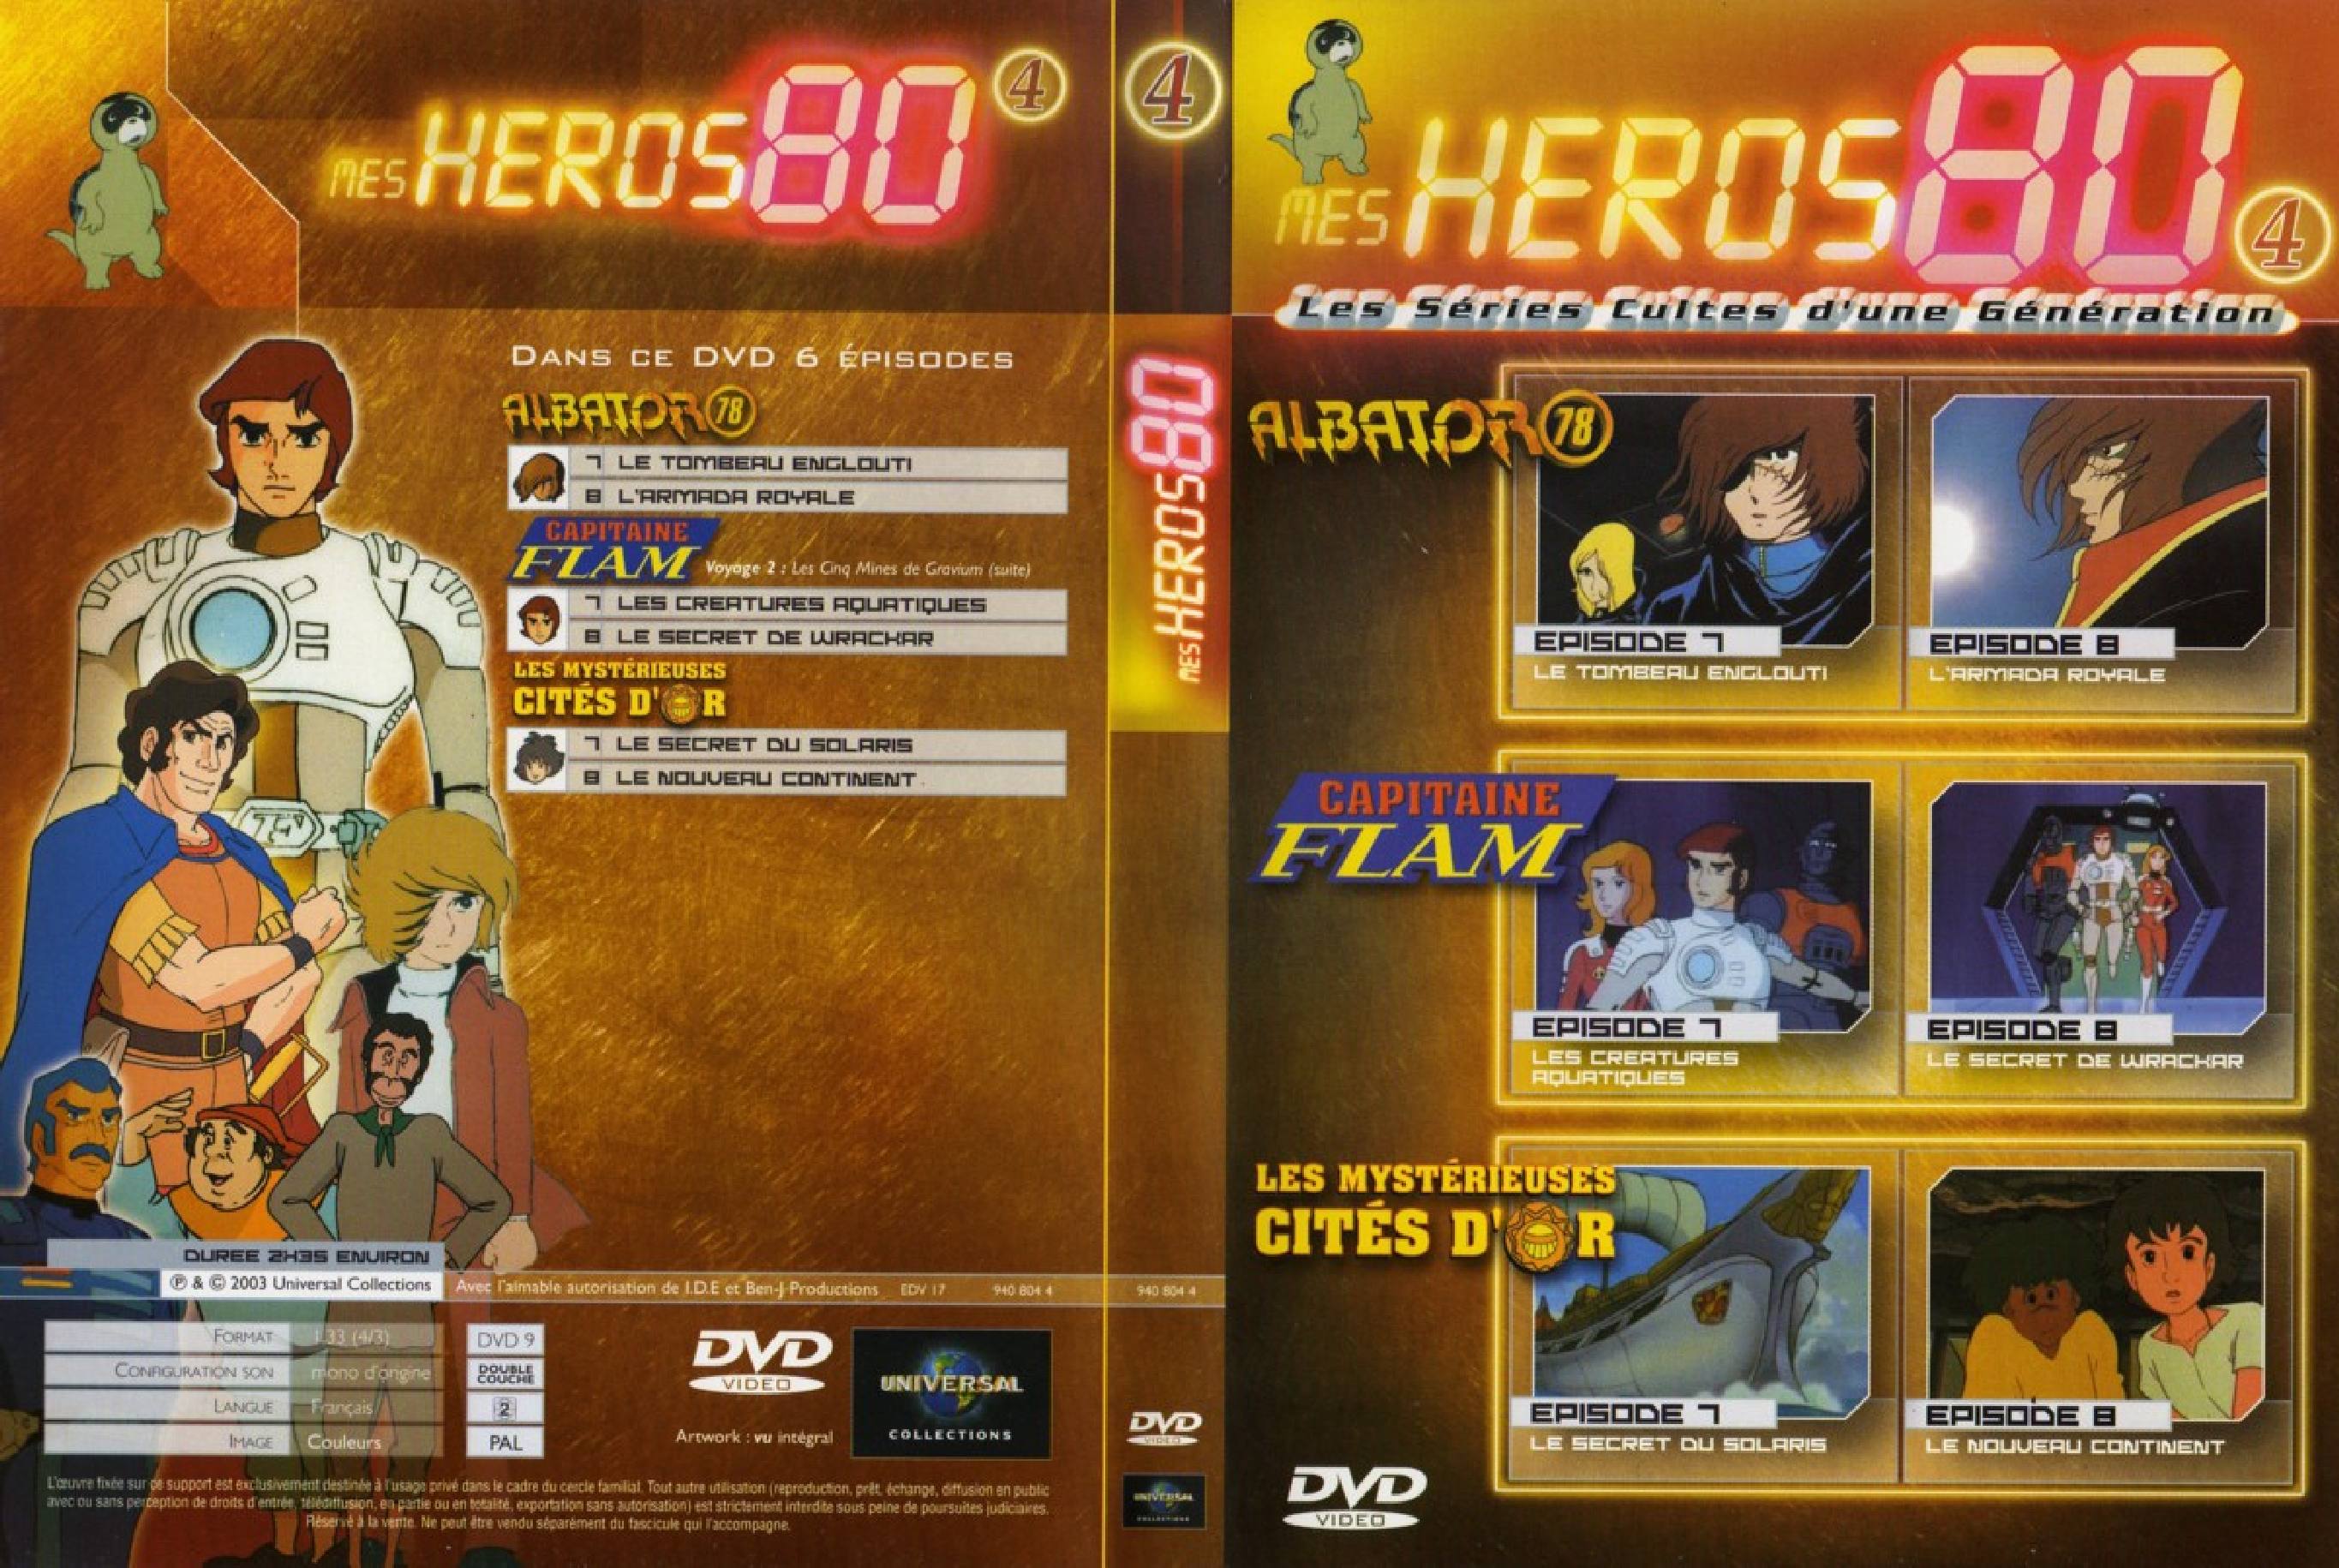 MES HEROS 80 4
DANS CE DVD 6 ÉPISODES
ALBATOR 78
7 LE TOMBEAU ENGLOUTI
8 L'ARMADA ROYALE
CAPITAINE
FLAM
Voyage 2 : Les Cinq Mines de Gravium (suite)
7 LES CREATURES AQUATIQUES
8 LE SECRET DE WRACKAR
LES MYSTÉRIEUSES
CITÉS D'OR
7 LE SECRET DU SOLARIS
8 LE NOUVEAU CONTINENT
DUREE 2H35 ENVIRON
Ⓟ & © 2003 Universal Collections
Avec l'aimable autorisation de I.D.E et Ben-J-Productions EDV 17 940 804 4
FORMAT 1.33 (4/3) DVD 9
CONFIGURATION SON mono d'origine DOUBLE COUCHE
LANGUE Français 2
IMAGE Couleurs PAL
DVD
VIDEO
Artwork : vu intégral
UNIVERSAL
COLLECTIONS
L'œuvre fixée sur ce support est exclusivement destinée à l'usage privé dans le cadre du cercle familial. Tout autre utilisation (reproduction, prêt, échange, diffusion en public
avec ou sans perception de droits d'entrée, télédiffusion, en partie ou en totalité, exportation sans autorisation) est strictement interdite sous peine de poursuites judiciaires.
Réservé à la vente. Ne peut être vendu séparément du fascicule qui l'accompagne.
4
MES HEROS 80
940 804 4
DVD
VIDEO
UNIVERSAL
COLLECTIONS
MES HEROS 80 4
Les Séries Cultes d'une Génération
ALBATOR 78
EPISODE 7
LE TOMBEAU ENGLOUTI
EPISODE 8
L'ARMADA ROYALE
CAPITAINE
FLAM
EPISODE 7
LES CREATURES
AQUATIQUES
EPISODE 8
LE SECRET DE WRACKAR
LES MYSTÉRIEUSES
CITÉS D'OR
EPISODE 7
LE SECRET DU SOLARIS
EPISODE 8
LE NOUVEAU CONTINENT
DVD
VIDEO